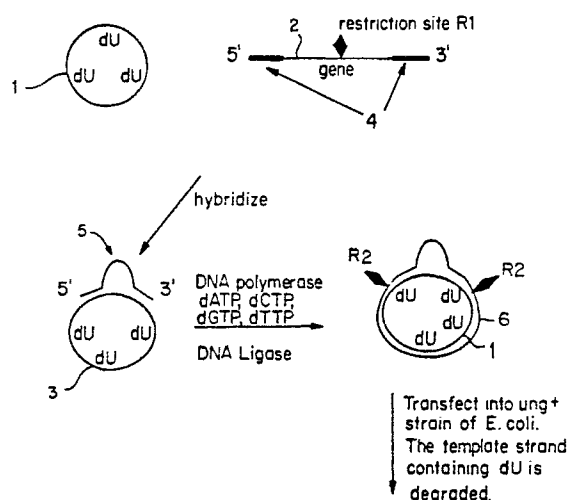 dU
dU dU
1
2
restriction site R1
5' 3'
gene
4
hybridize
5
5' 3'
dU dU
dU
3
DNA polymerase
dATP, dCTP,
dGTP, dTTP
DNA Ligase
R2 R2
dU dU
dU
dU
6
1
Transfect into ung+
strain of E. coli.
The template strand
containing dU is
degraded.